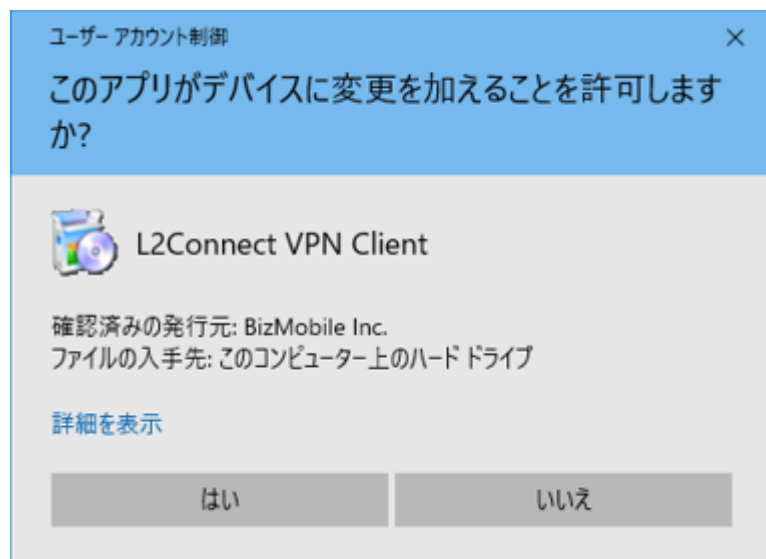 ユーザー アカウント制御
このアプリがデバイスに変更を加えることを許可します
か?
L2Connect VPN Client
確認済みの発行元: BizMobile Inc.
ファイルの入手先: このコンピューター上のハード ドライブ
詳細を表示
はい
いいえ